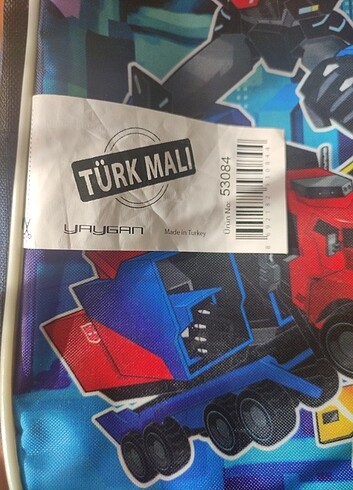 TÜRK MALI
YAYGAN
Made in Turkey
Ürün No: 53084